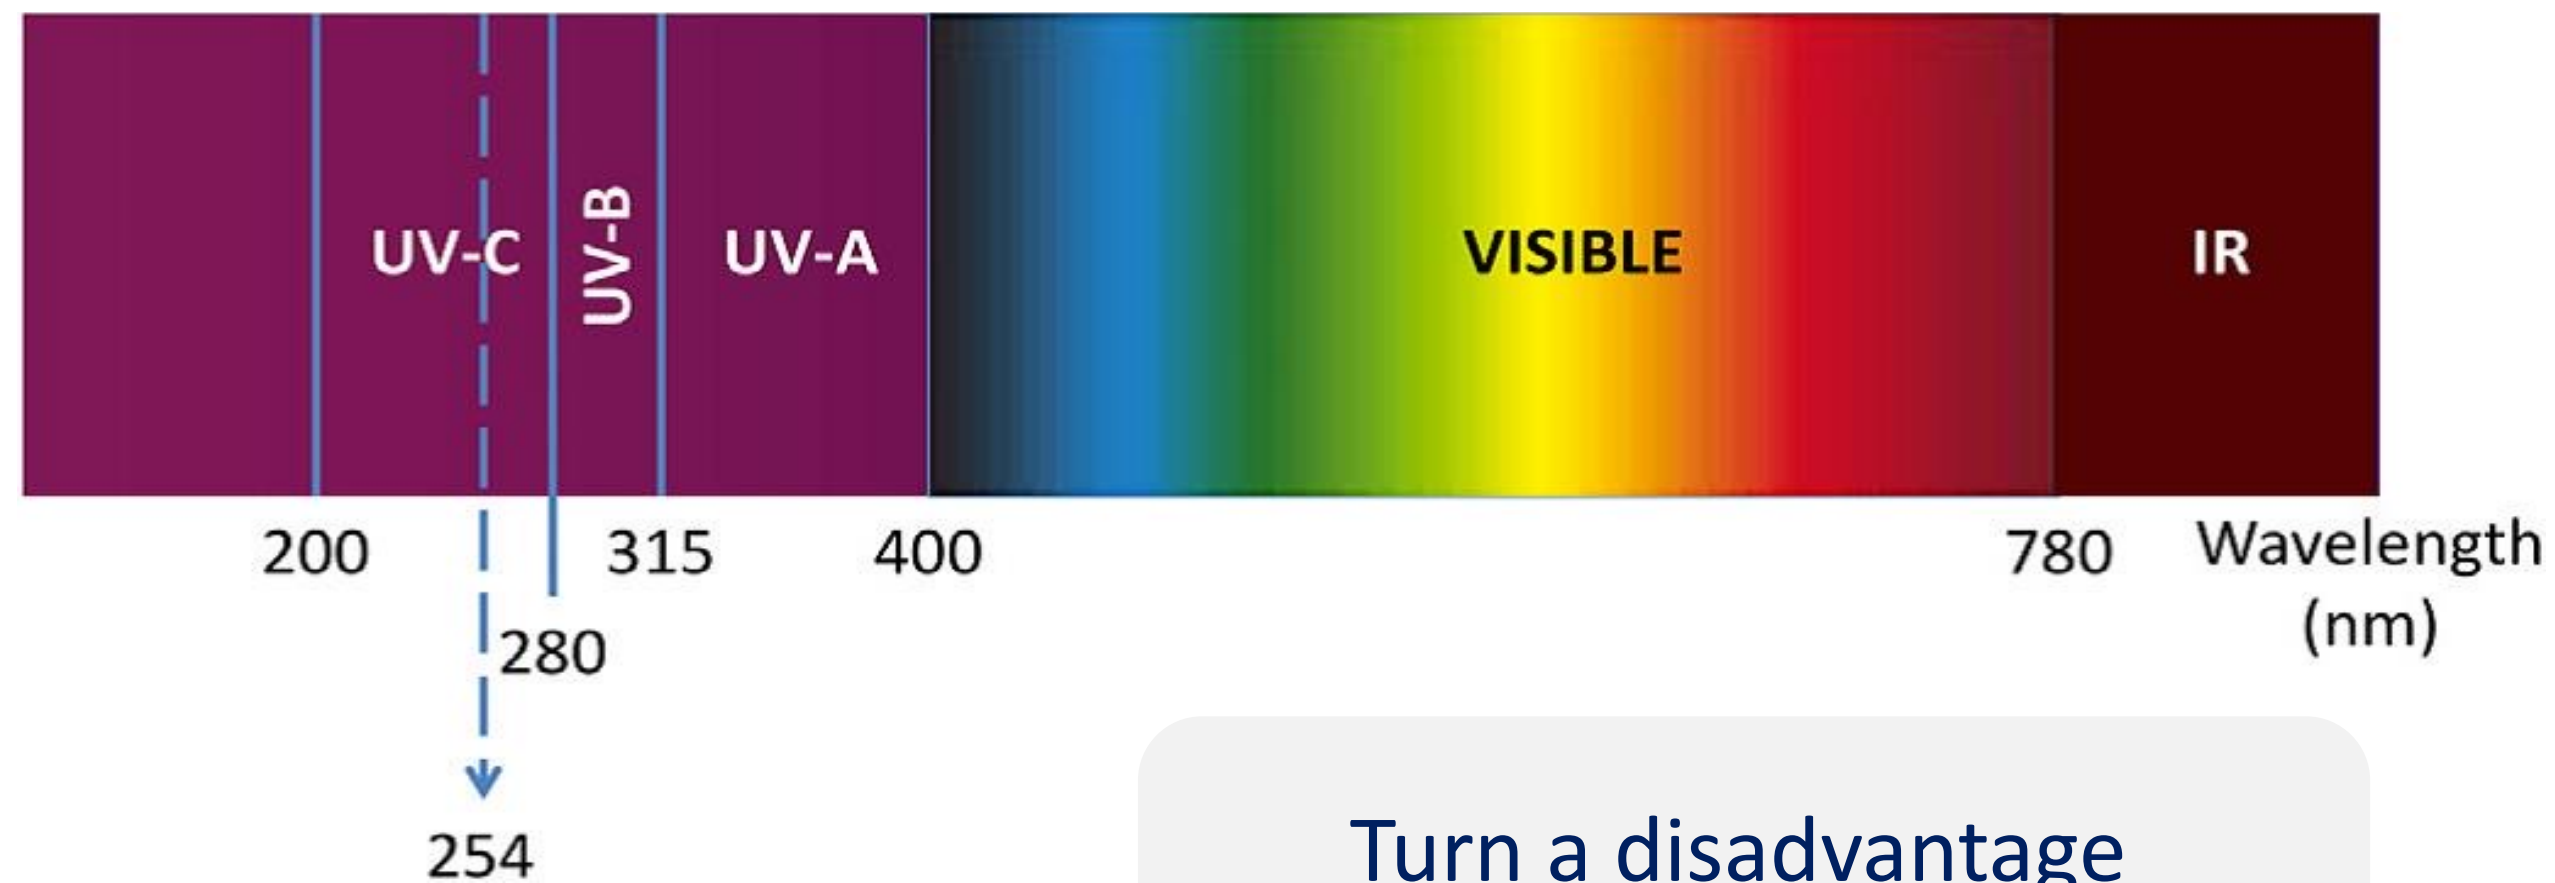 UV-C
UV-B
UV-A
VISIBLE
IR
200
315
400
780
Wavelength
(nm)
280
254
Turn a disadvantage